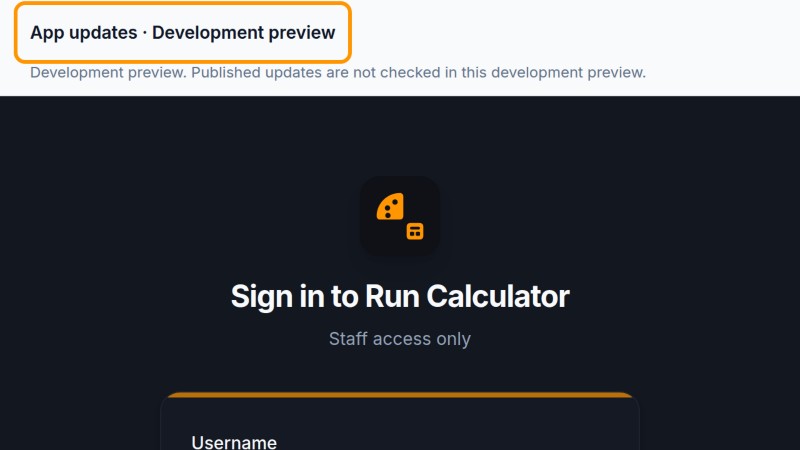 App updates · Development preview
Development preview. Published updates are not checked in this development preview.
Sign in to Run Calculator
Staff access only
Username